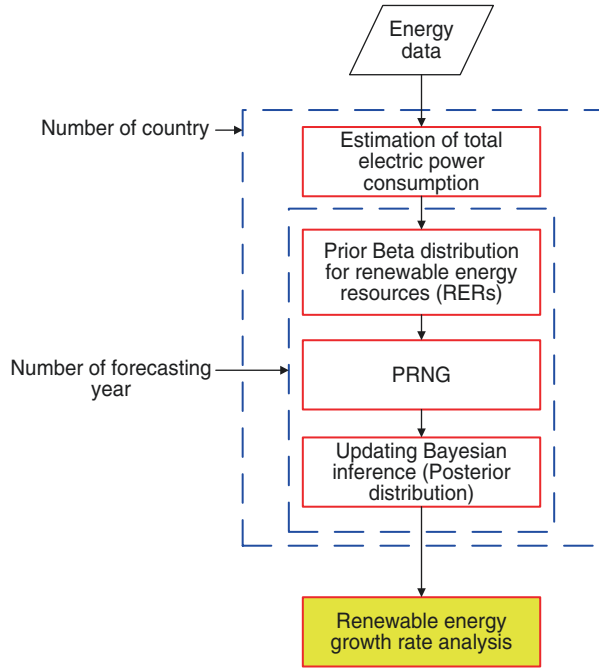 Energy
data
Number of country
Estimation of total
electric power
consumption
Prior Beta distribution
for renewable energy
resources (RERs)
Number of forecasting
year
PRNG
Updating Bayesian
inference (Posterior
distribution)
Renewable energy
growth rate analysis